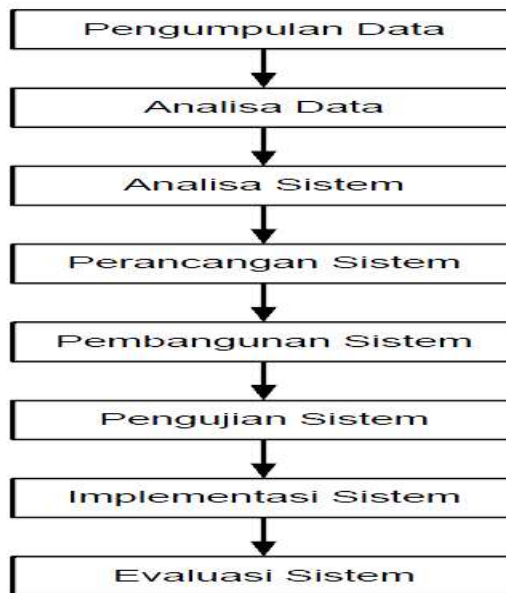 Pengumpulan Data
Analisa Data
Analisa Sistem
Perancangan Sistem
Pembangunan Sistem
Pengujian Sistem
Implementasi Sistem
Evaluasi Sistem